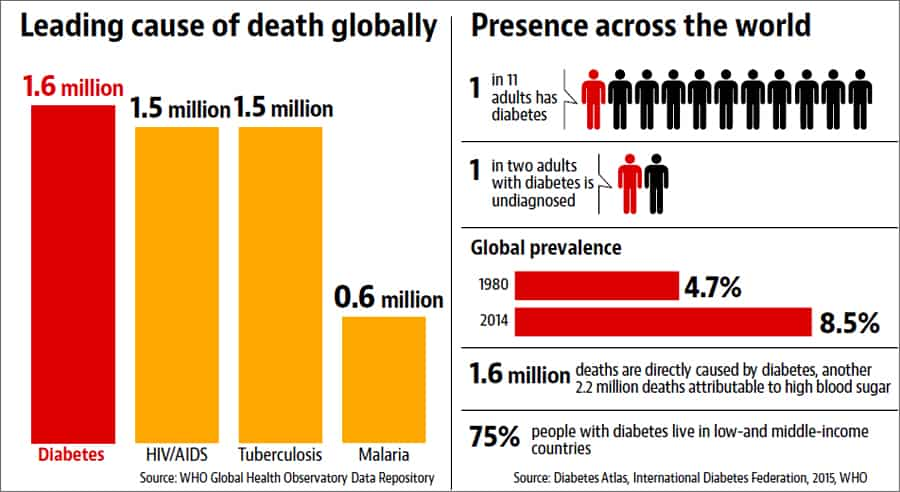 Leading cause of death globally
1.6 million
1.5 million
1.5 million
0.6 million
Diabetes
HIV/AIDS
Tuberculosis
Malaria
Source: WHO Global Health Observatory Data Repository
Presence across the world
1 in 11
adults has
diabetes
1 in two adults
with diabetes is
undiagnosed
Global prevalence
1980
4.7%
2014
8.5%
1.6 million deaths are directly caused by diabetes, another
2.2 million deaths attributable to high blood sugar
75% people with diabetes live in low-and middle-income
countries
Source: Diabetes Atlas, International Diabetes Federation, 2015, WHO